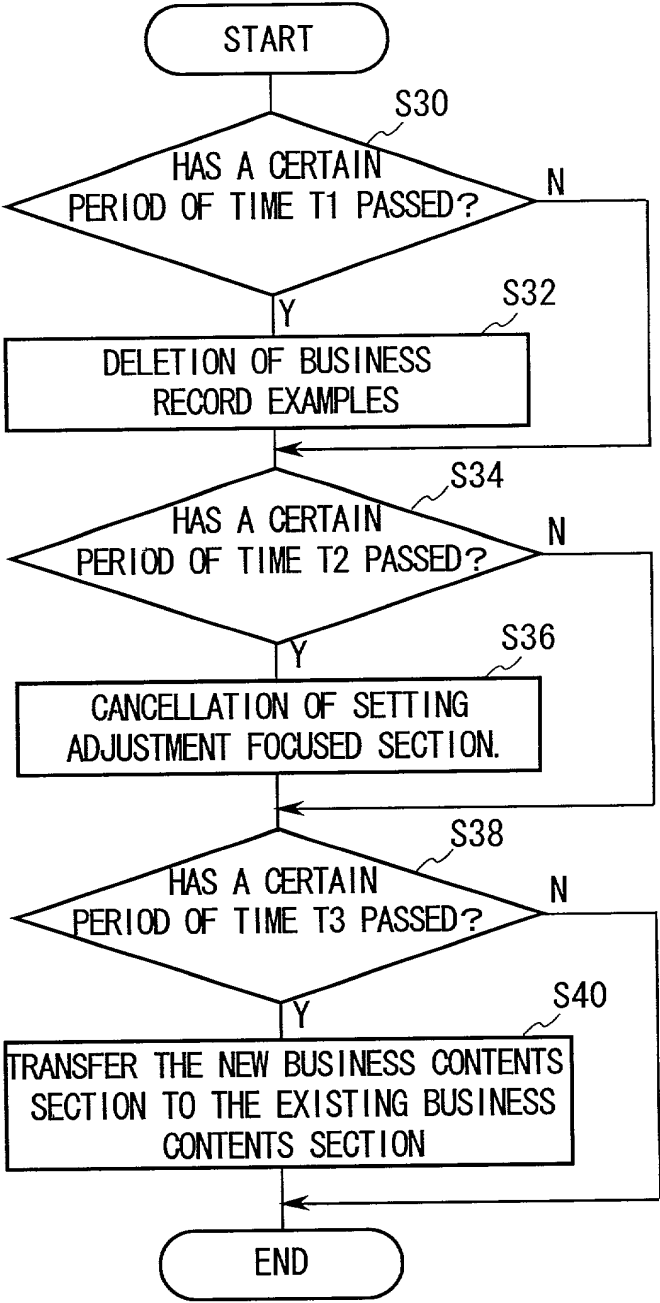 START
S30
HAS A CERTAIN
PERIOD OF TIME T1 PASSED?
N
Y
S32
DELETION OF BUSINESS
RECORD EXAMPLES
S34
HAS A CERTAIN
PERIOD OF TIME T2 PASSED?
N
Y
S36
CANCELLATION OF SETTING
ADJUSTMENT FOCUSED SECTION.
S38
HAS A CERTAIN
PERIOD OF TIME T3 PASSED?
N
Y
S40
TRANSFER THE NEW BUSINESS CONTENTS
SECTION TO THE EXISTING BUSINESS
CONTENTS SECTION
END